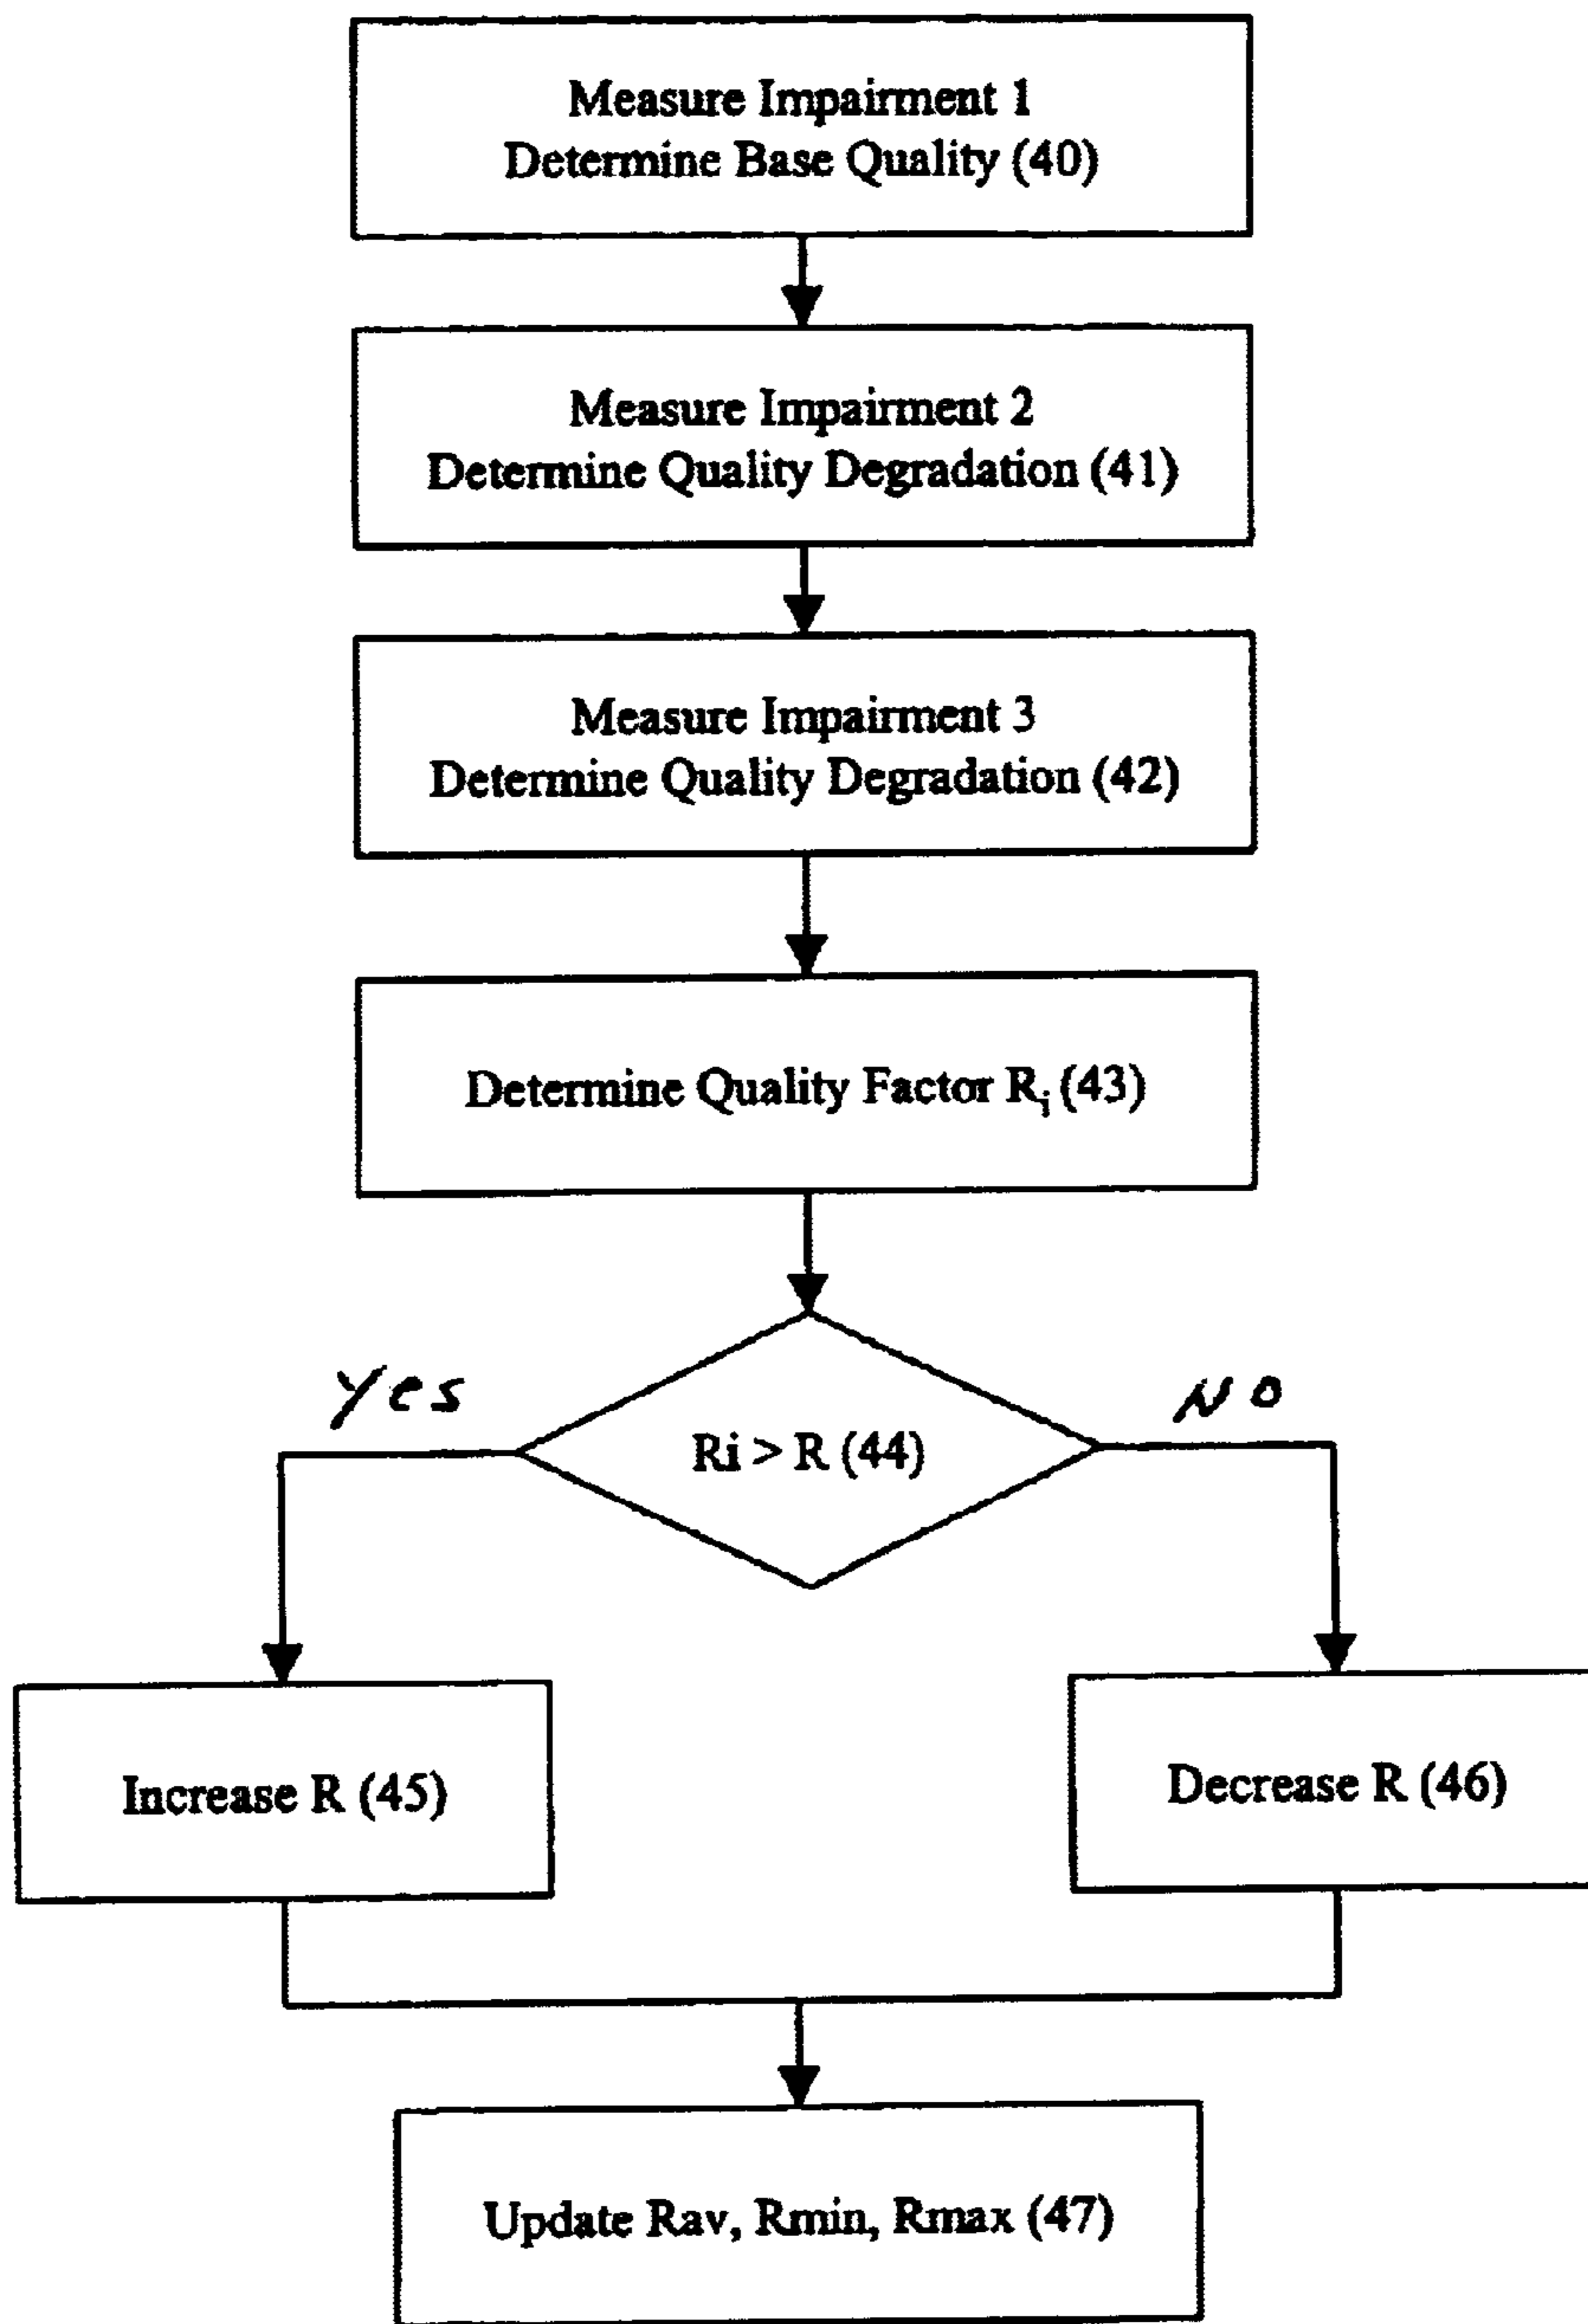 Measure Impairment 1
Determine Base Quality (40)
Measure Impairment 2
Determine Quality Degradation (41)
Measure Impairment 3
Determine Quality Degradation (42)
Determine Quality Factor Ri (43)
Yes
NO
Ri > R (44)
Increase R (45)
Decrease R (46)
Update Rav, Rmin, Rmax (47)